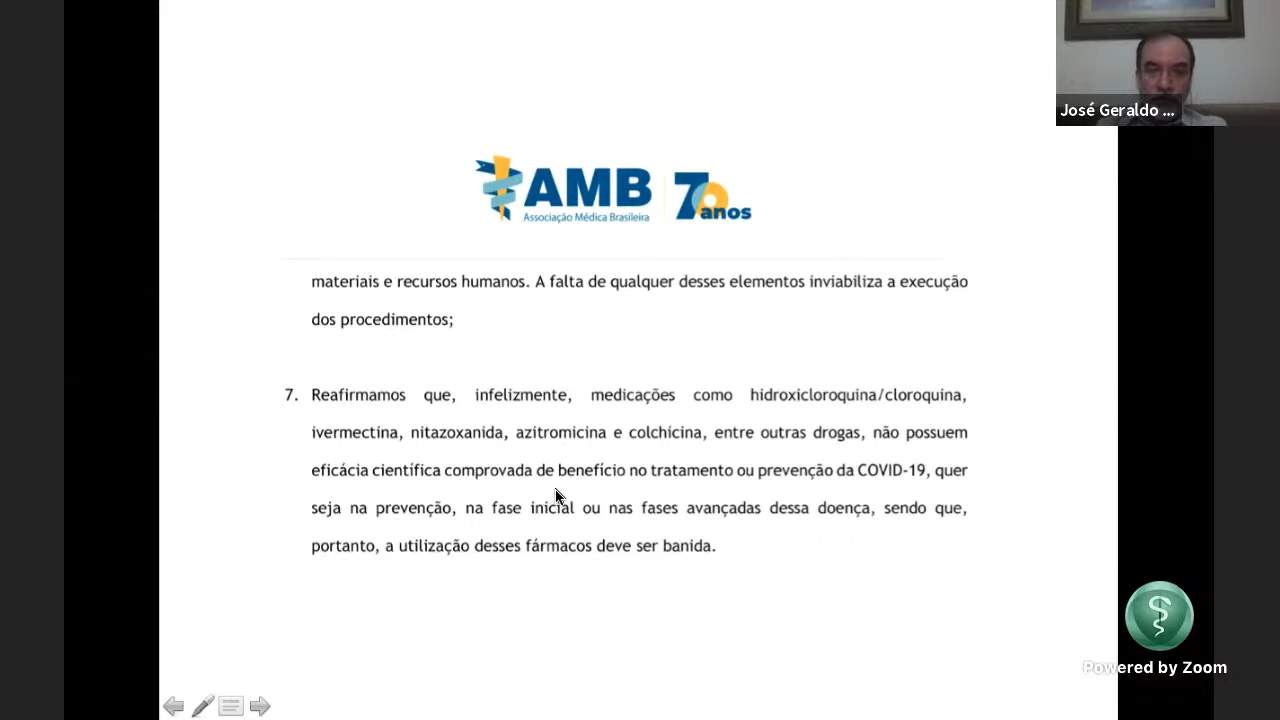 José Geraldo ...
AMB
Associação Médica Brasileira
70 anos
materiais e recursos humanos. A falta de qualquer desses elementos inviabiliza a execução
dos procedimentos;
7. Reafirmamos que, infelizmente, medicações como hidroxicloroquina/cloroquina,
ivermectina, nitazoxanida, azitromicina e colchicina, entre outras drogas, não possuem
eficácia científica comprovada de benefício no tratamento ou prevenção da COVID-19, quer
seja na prevenção, na fase inicial ou nas fases avançadas dessa doença, sendo que,
portanto, a utilização desses fármacos deve ser banida.
Powered by Zoom